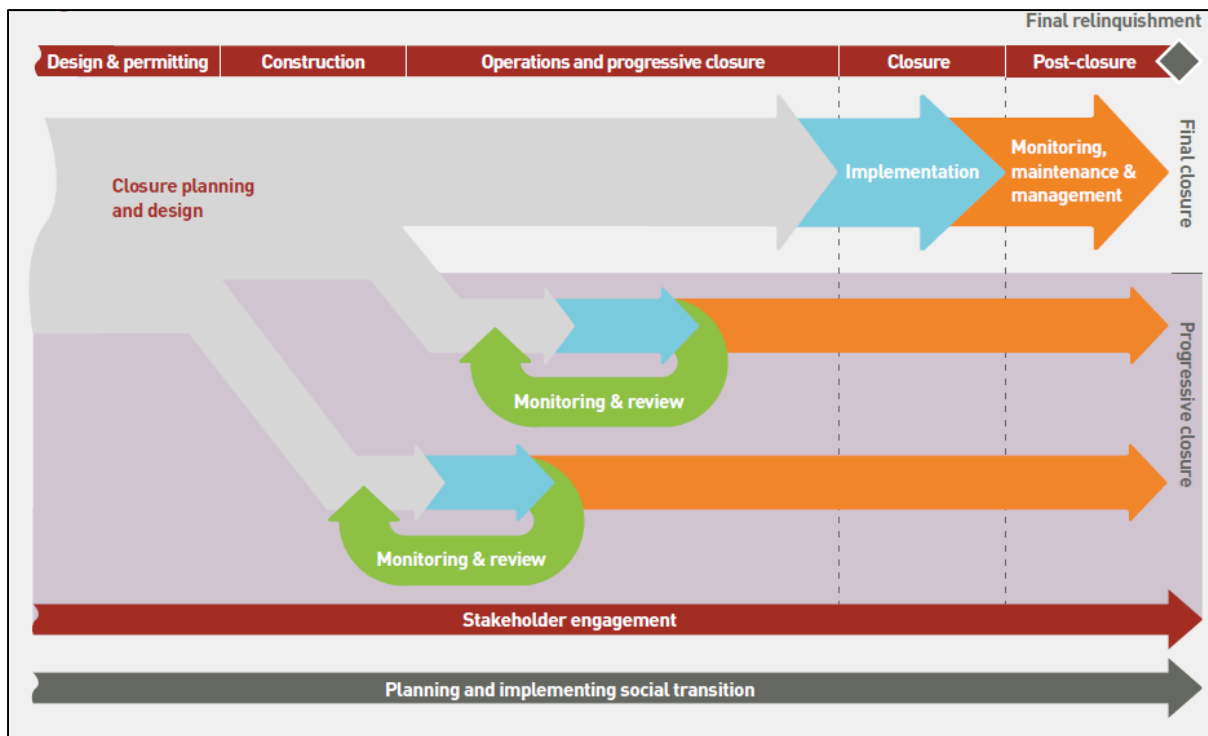 Final relinquishment
Design & permitting
Construction
Operations and progressive closure
Closure
Post-closure
Closure planning
and design
Implementation
Monitoring,
maintenance &
management
Final closure
Monitoring & review
Progressive closure
Monitoring & review
Stakeholder engagement
Planning and implementing social transition